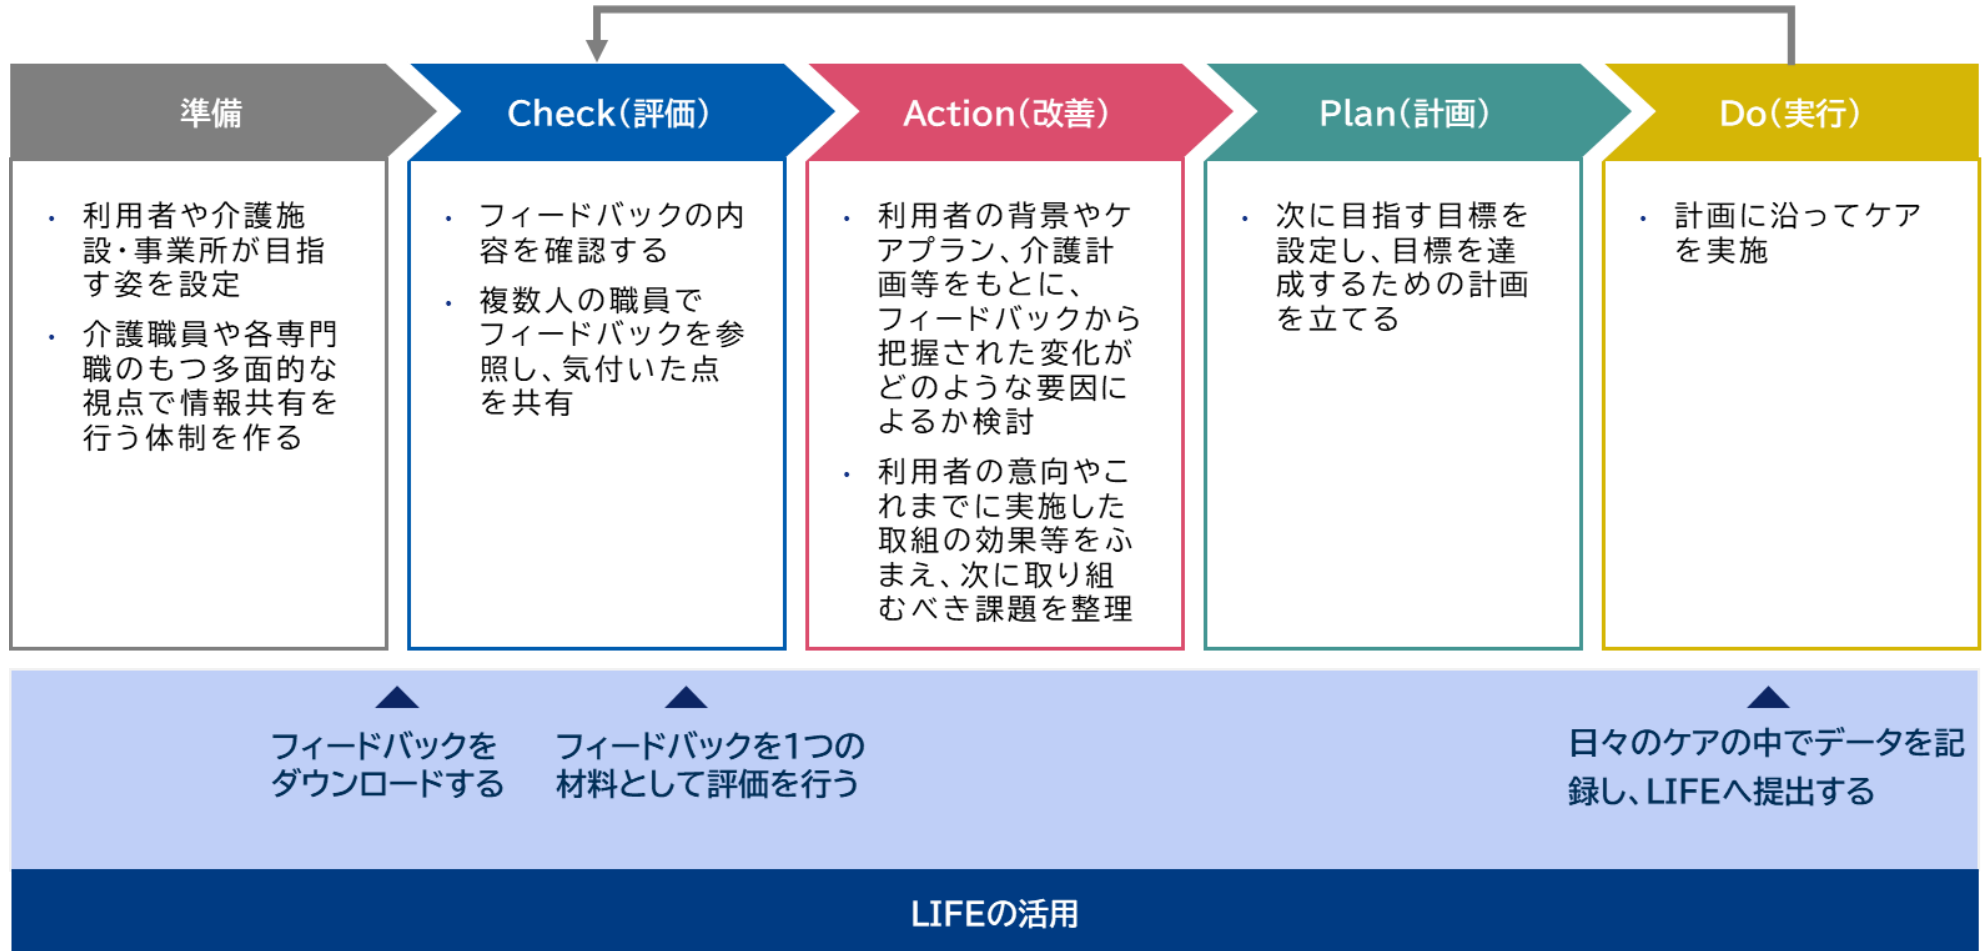 準備
・ 利用者や介護施
設・事業所が目指
す姿を設定
・ 介護職員や各専門
職のもつ多面的な
視点で情報共有を
行う体制を作る
Check(評価)
・ フィードバックの内
容を確認する
・ 複数人の職員で
フィードバックを参
照し、気付いた点
を共有
Action(改善)
・ 利用者の背景やケ
アプラン、介護計
画等をもとに、
フィードバックから
把握された変化が
どのような要因に
よるか検討
・ 利用者の意向やこ
れまでに実施した
取組の効果等をふ
まえ、次に取り組
むべき課題を整理
Plan(計画)
・ 次に目指す目標を
設定し、目標を達
成するための計画
を立てる
Do(実行)
・ 計画に沿ってケア
を実施
フィードバックを
ダウンロードする
フィードバックを1つの
材料として評価を行う
日々のケアの中でデータを記
録し、LIFEへ提出する
LIFEの活用